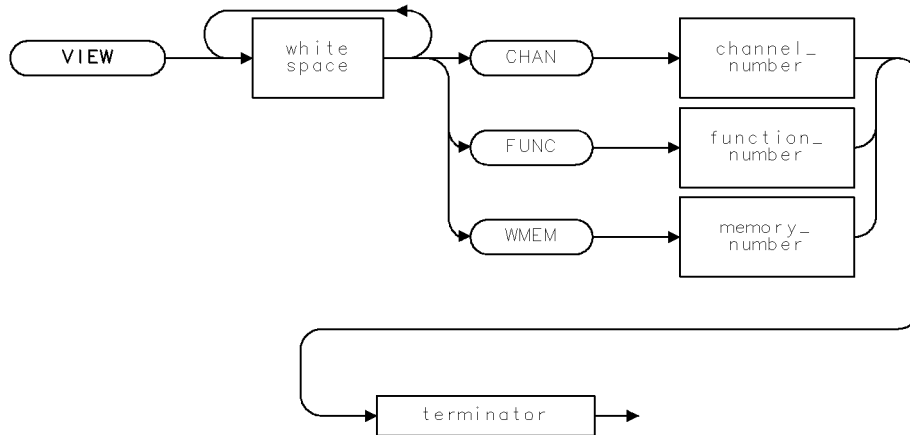 VIEW
white
space
CHAN
channel_
number
FUNC
function_
number
WMEM
memory_
number
terminator